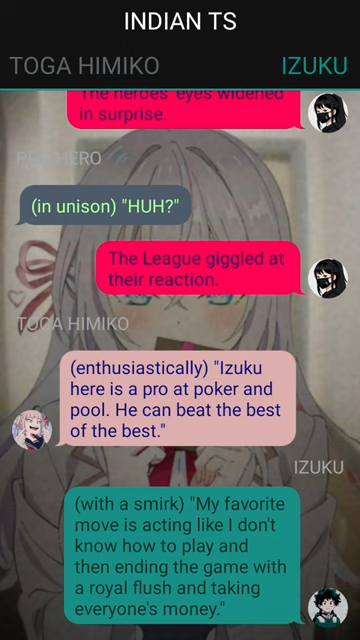 INDIAN TS
TOGA HIMIKO
IZUKU
The heroes' eyes widened
in surprise.
PRO HERO
(in unison) "HUH?"
The League giggled at
their reaction.
TOGA HIMIKO
(enthusiastically) "Izuku
here is a pro at poker and
pool. He can beat the best
of the best."
IZUKU
(with a smirk) "My favorite
move is acting like I don't
know how to play and
then ending the game with
a royal flush and taking
everyone's money."